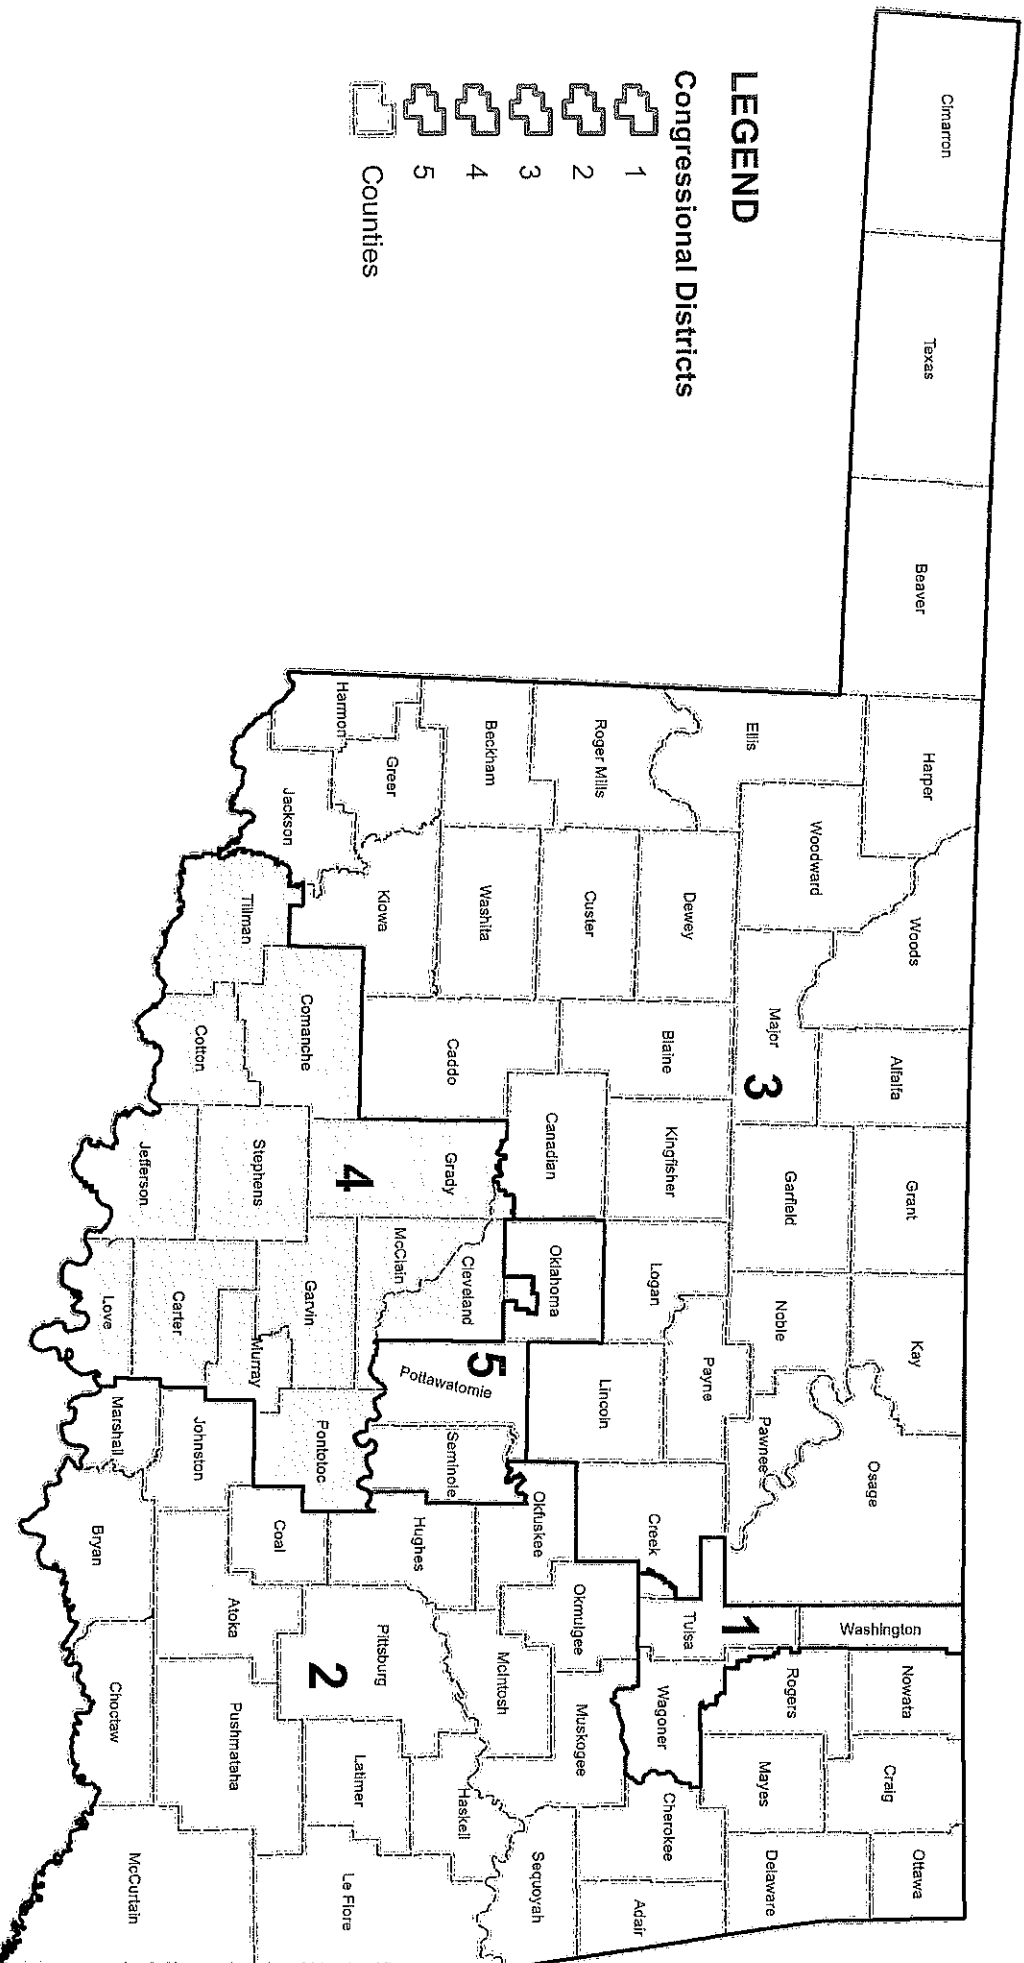 LEGEND
Congressional Districts
1
2
3
4
5
Counties
Cimarron
Texas
Beaver
Harper
Woods
Alfalfa
Grant
Kay
Osage
Washington
Nowata
Craig
Ottawa
Ellis
Woodward
Major
3
Garfield
Noble
Pawnee
1
Rogers
Mayes
Delaware
Roger Mills
Dewey
Custer
Blaine
Kingfisher
Logan
Payne
Lincoln
Creek
Tulsa
Wagoner
Cherokee
Adair
Beckham
Washita
Caddo
Canadian
Oklahoma
Okfuskee
Okmulgee
Muskogee
McIntosh
Sequoyah
Haskell
Harmon
Greer
Kiowa
Jackson
Grady
4
McClain
Cleveland
5
Pottawatomie
Seminole
Hughes
Pittsburg
2
Latimer
Le Flore
Tillman
Comanche
Cotton
Stephens
Jefferson
Garvin
Murray
Carter
Love
Pontotoc
Coal
Johnston
Marshall
Atoka
Bryan
Pushmataha
Choctaw
McCurtain